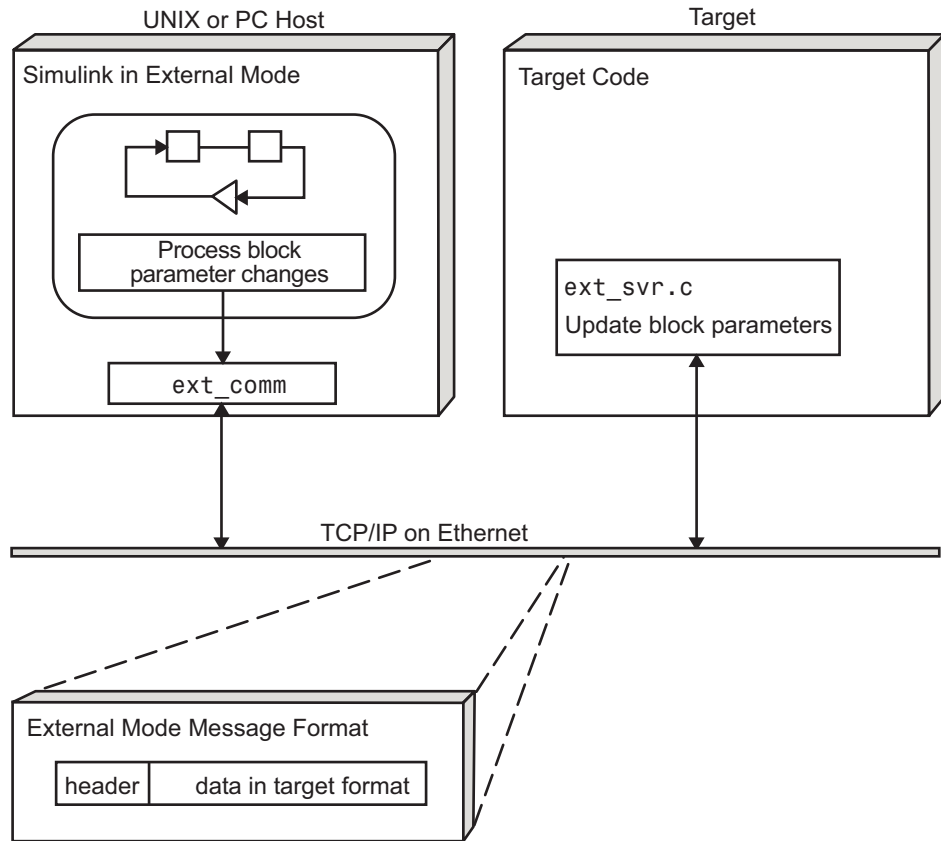 UNIX or PC Host
Target
Simulink in External Mode
Process block
parameter changes
ext_comm
Target Code
ext_svr.c
Update block parameters
TCP/IP on Ethernet
External Mode Message Format
header
data in target format